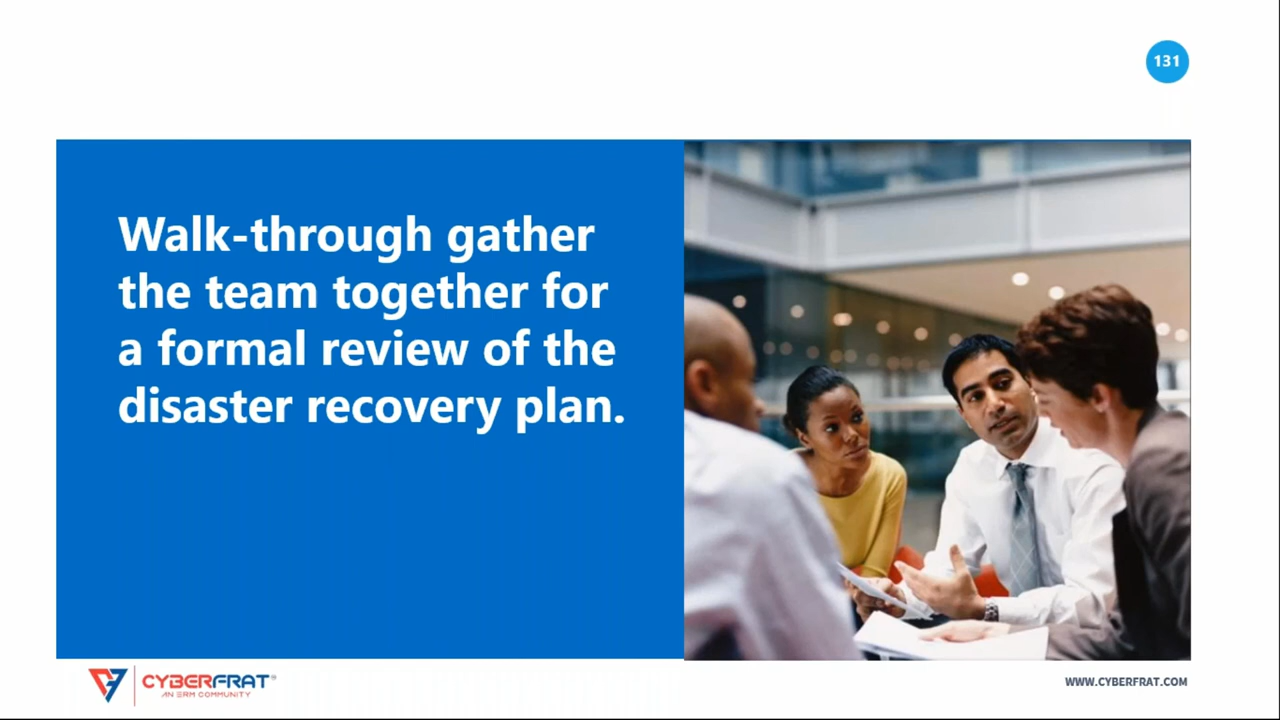 131
Walk-through gather
the team together for
a formal review of the
disaster recovery plan.
CYBERFRAT®
AN ERM COMMUNITY
WWW.CYBERFRAT.COM